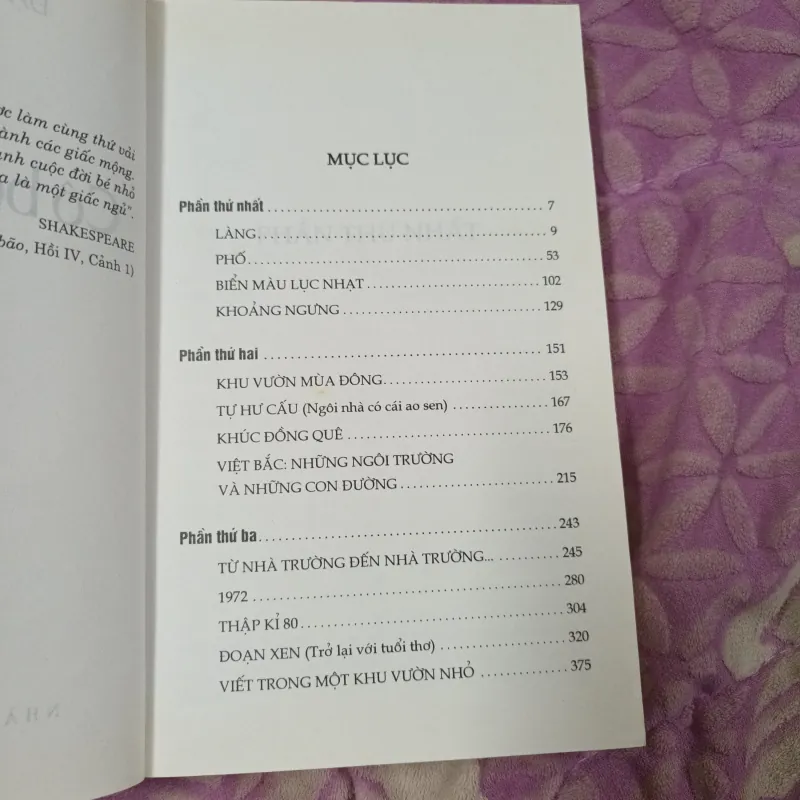 làm cùng thứ vải
các giấc mộng.
cuộc đời bé nhỏ
là một giấc ngủ".
SHAKESPEARE
bão, Hồi IV, Cảnh 1)
MỤC LỤC
Phần thứ nhất 7
LÀNG 9
PHỐ 53
BIỂN MÀU LỤC NHẠT 102
KHOẢNG NGƯNG 129
Phần thứ hai 151
KHU VƯỜN MÙA ĐÔNG 153
TỰ HƯ CẤU (Ngôi nhà có cái ao sen) 167
KHÚC ĐỒNG QUÊ 176
VIỆT BẮC: NHỮNG NGÔI TRƯỜNG
VÀ NHỮNG CON ĐƯỜNG 215
Phần thứ ba 243
TỪ NHÀ TRƯỜNG ĐẾN NHÀ TRƯỜNG... 245
1972 280
THẬP KỈ 80 304
ĐOẠN XEN (Trở lại với tuổi thơ) 320
VIẾT TRONG MỘT KHU VƯỜN NHỎ 375